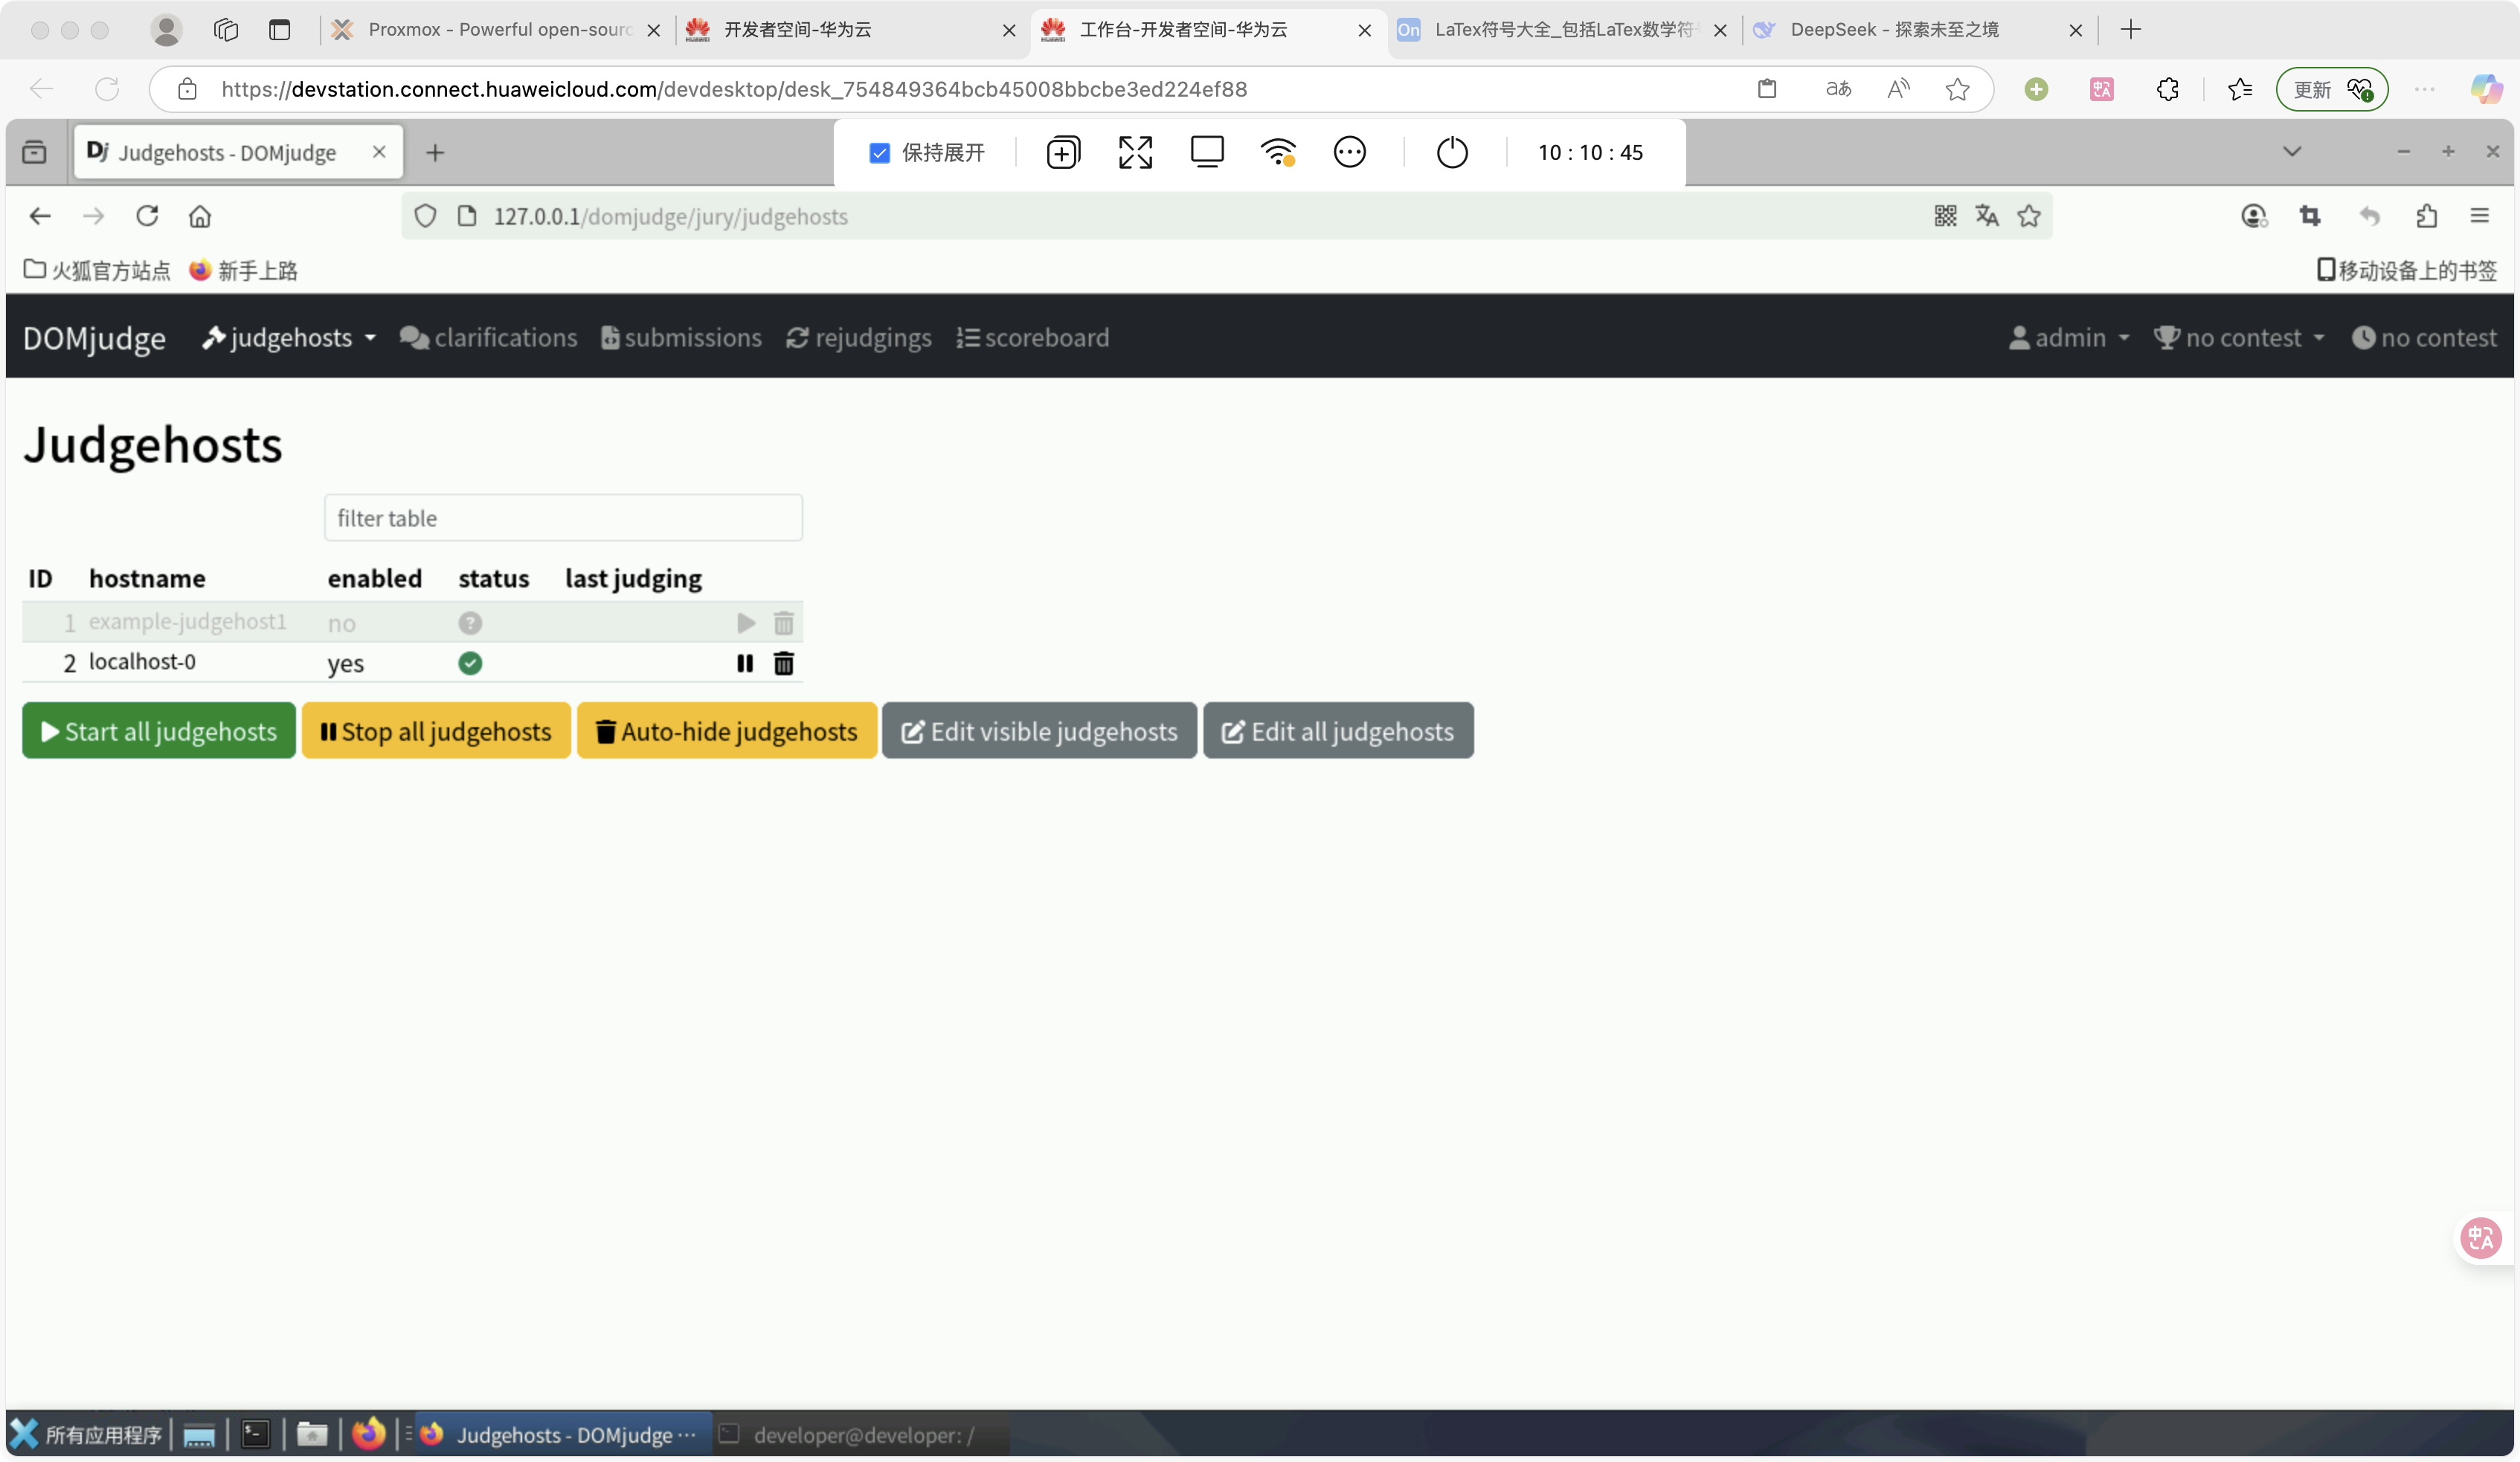 Proxmox - Powerful open-sourc
开发者空间-华为云
工作台-开发者空间-华为云
On LaTex符号大全_包括LaTex数学符号
DeepSeek - 探索未至之境
https://devstation.connect.huaweicloud.com/devdesktop/desk_754849364bcb45008bbcbe3ed224ef88
aあ
更新
Dj Judgehosts - DOMjudge
保持展开
10 : 10 : 45
127.0.0.1/domjudge/jury/judgehosts
火狐官方站点 新手上路
移动设备上的书签
DOMjudge judgehosts clarifications submissions rejudgings scoreboard admin no contest no contest
Judgehosts
filter table
ID hostname enabled status last judging
1 example-judgehost1 no
2 localhost-0 yes
Start all judgehosts Stop all judgehosts Auto-hide judgehosts Edit visible judgehosts Edit all judgehosts
所有应用程序 Judgehosts - DOMjudge ··· developer@developer: /